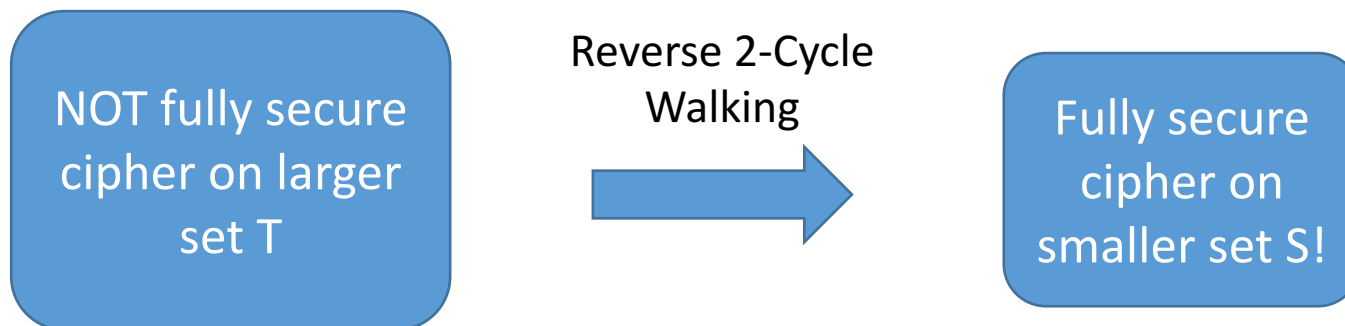 NOT fully secure
cipher on larger
set T
Reverse 2-Cycle
Walking
Fully secure
cipher on
smaller set S!